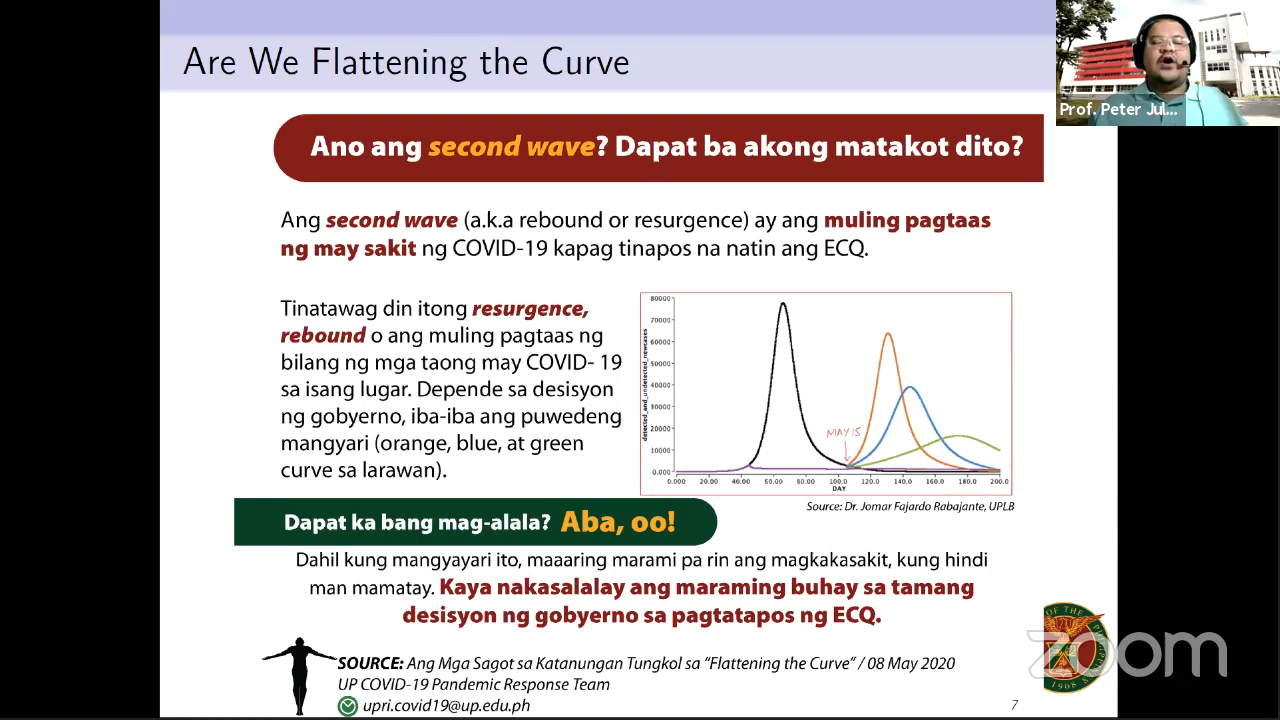 Are We Flattening the Curve
Prof. Peter Jul...
Ano ang second wave? Dapat ba akong matakot dito?
Ang second wave (a.k.a rebound or resurgence) ay ang muling pagtaas
ng may sakit ng COVID-19 kapag tinapos na natin ang ECQ.
Tinatawag din itong resurgence,
rebound o ang muling pagtaas ng
bilang ng mga taong may COVID- 19
sa isang lugar. Depende sa desisyon
ng gobyerno, iba-iba ang puwedeng
mangyari (orange, blue, at green
curve sa larawan).
detected_and_undetected_newcases
80000
70000
60000
50000
40000
30000
20000
10000
0.000
MAY 15
0.000 20.00 40.00 60.00 80.00 100.0 120.0 140.0 160.0 180.0 200.0
DAY
Source: Dr. Jomar Fajardo Rabajante, UPLB
Dapat ka bang mag-alala? Aba, oo!
Dahil kung mangyayari ito, maaaring marami pa rin ang magkakasakit, kung hindi
man mamatay. Kaya nakasalalay ang maraming buhay sa tamang
desisyon ng gobyerno sa pagtatapos ng ECQ.
SOURCE: Ang Mga Sagot sa Katanungan Tungkol sa “Flattening the Curve” / 08 May 2020
UP COVID-19 Pandemic Response Team
upri.covid19@up.edu.ph
7
OF THE P
1908
zoom